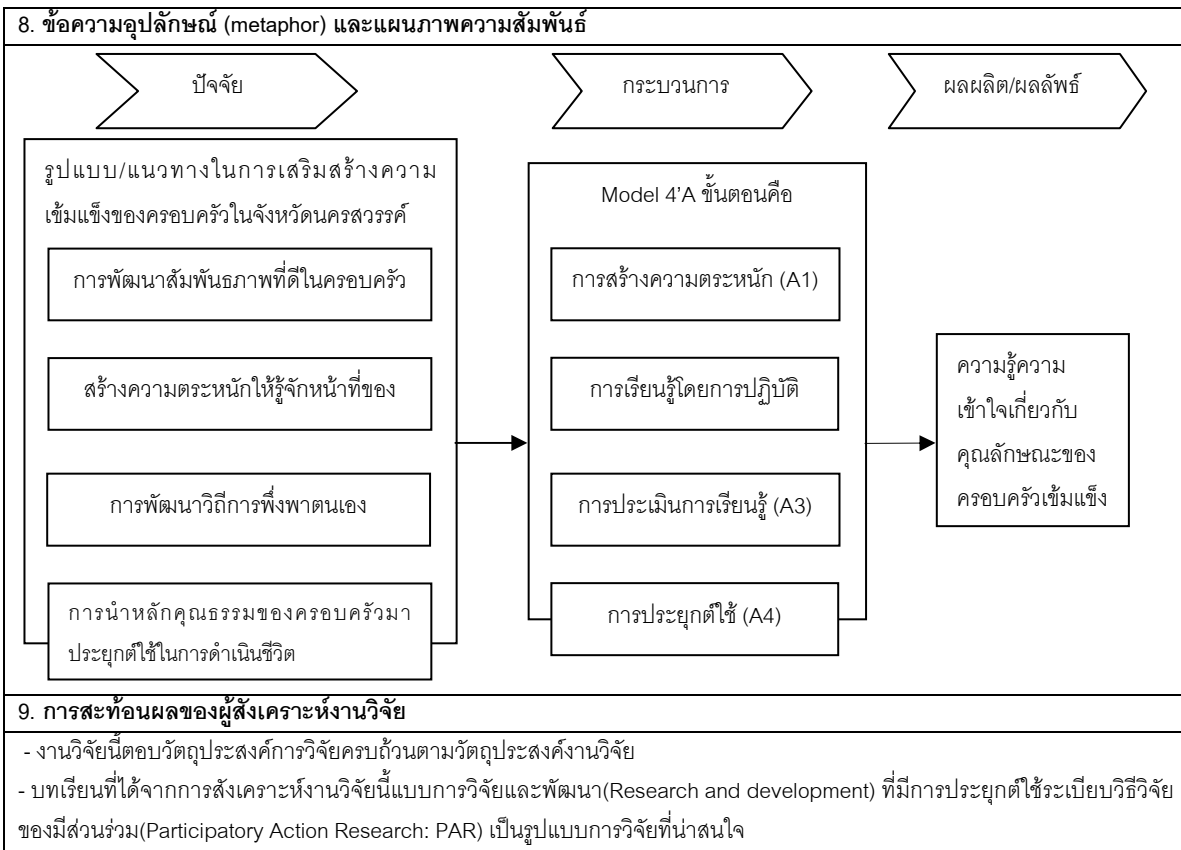 8. ข้อความอุปลักษณ์ (metaphor) และแผนภาพความสัมพันธ์
ปัจจัย
กระบวนการ
ผลผลิต/ผลลัพธ์
รูปแบบ/แนวทางในการเสริมสร้างความ
เข้มแข็งของครอบครัวในจังหวัดนครสวรรค์
การพัฒนาสัมพันธภาพที่ดีในครอบครัว
สร้างความตระหนักให้รู้จักหน้าที่ของ
การพัฒนาวิถีการพึ่งพาตนเอง
การนำหลักคุณธรรมของครอบครัวมา
ประยุกต์ใช้ในการดำเนินชีวิต
Model 4'A ขั้นตอนคือ
การสร้างความตระหนัก (A1)
การเรียนรู้โดยการปฏิบัติ
การประเมินการเรียนรู้ (A3)
การประยุกต์ใช้ (A4)
ความรู้ความ
เข้าใจเกี่ยวกับ
คุณลักษณะของ
ครอบครัวเข้มแข็ง
9. การสะท้อนผลของผู้สังเคราะห์งานวิจัย
- งานวิจัยนี้ตอบวัตถุประสงค์การวิจัยครบถ้วนตามวัตถุประสงค์งานวิจัย
- บทเรียนที่ได้จากการสังเคราะห์งานวิจัยนี้แบบการวิจัยและพัฒนา(Research and development) ที่มีการประยุกต์ใช้ระเบียบวิธีวิจัย
ของมีส่วนร่วม(Participatory Action Research: PAR) เป็นรูปแบบการวิจัยที่น่าสนใจ